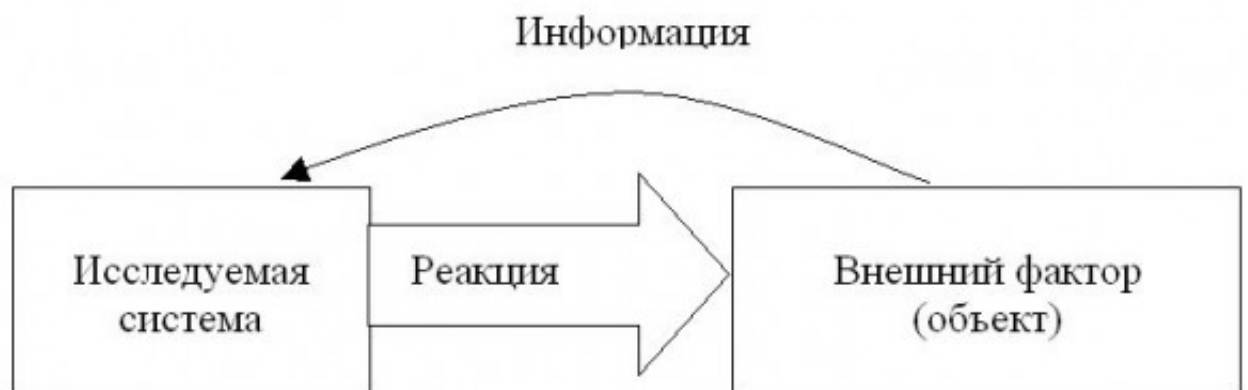 Информация
Исследуемая
система
Реакция
Внешний фактор
(объект)